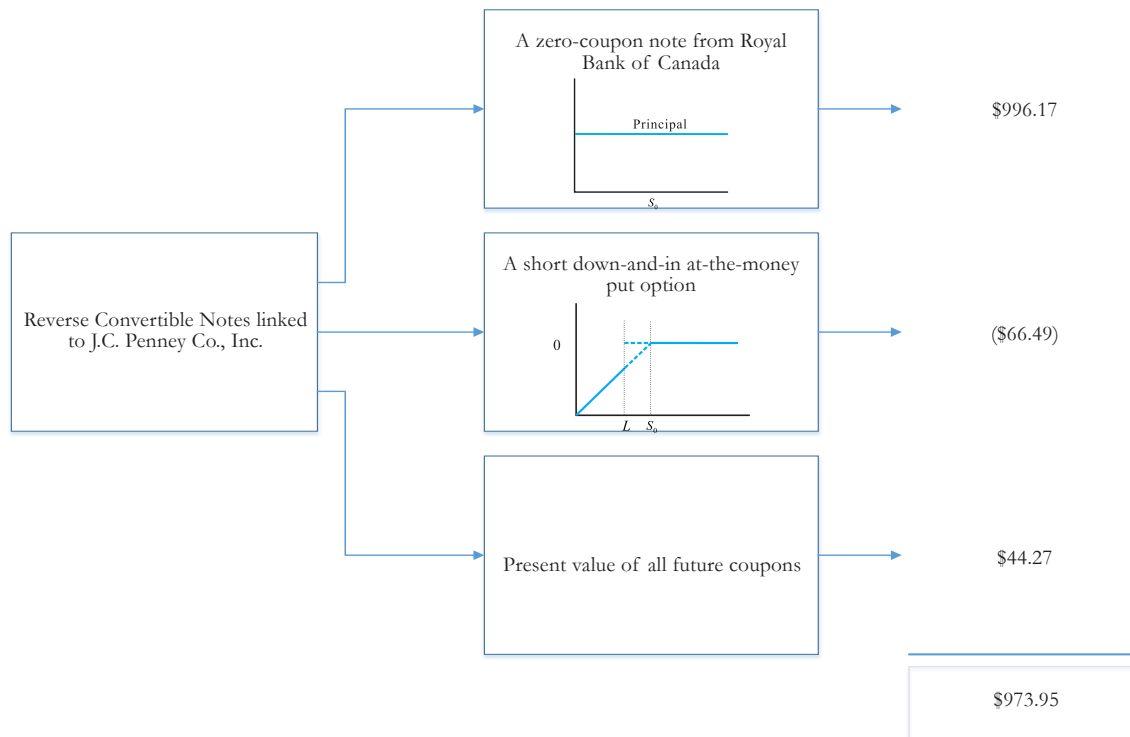 A zero-coupon note from Royal
Bank of Canada
Principal
S₀
$996.17
Reverse Convertible Notes linked
to J.C. Penney Co., Inc.
A short down-and-in at-the-money
put option
0
L S₀
($66.49)
Present value of all future coupons
$44.27
$973.95